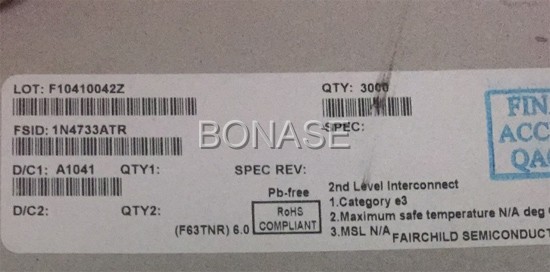 LOT: F10410042Z
QTY: 3000
FSID: 1N4733ATR
SPEC:
BONASE
D/C1: A1041 QTY1: SPEC REV:
D/C2: QTY2:
Pb-free
RoHS
COMPLIANT
(F63TNR) 6.0
2nd Level Interconnect
1.Category e3
2.Maximum safe temperature N/A deg
3.MSL N/A
FAIRCHILD SEMICONDUCT
FIN
ACC
QA